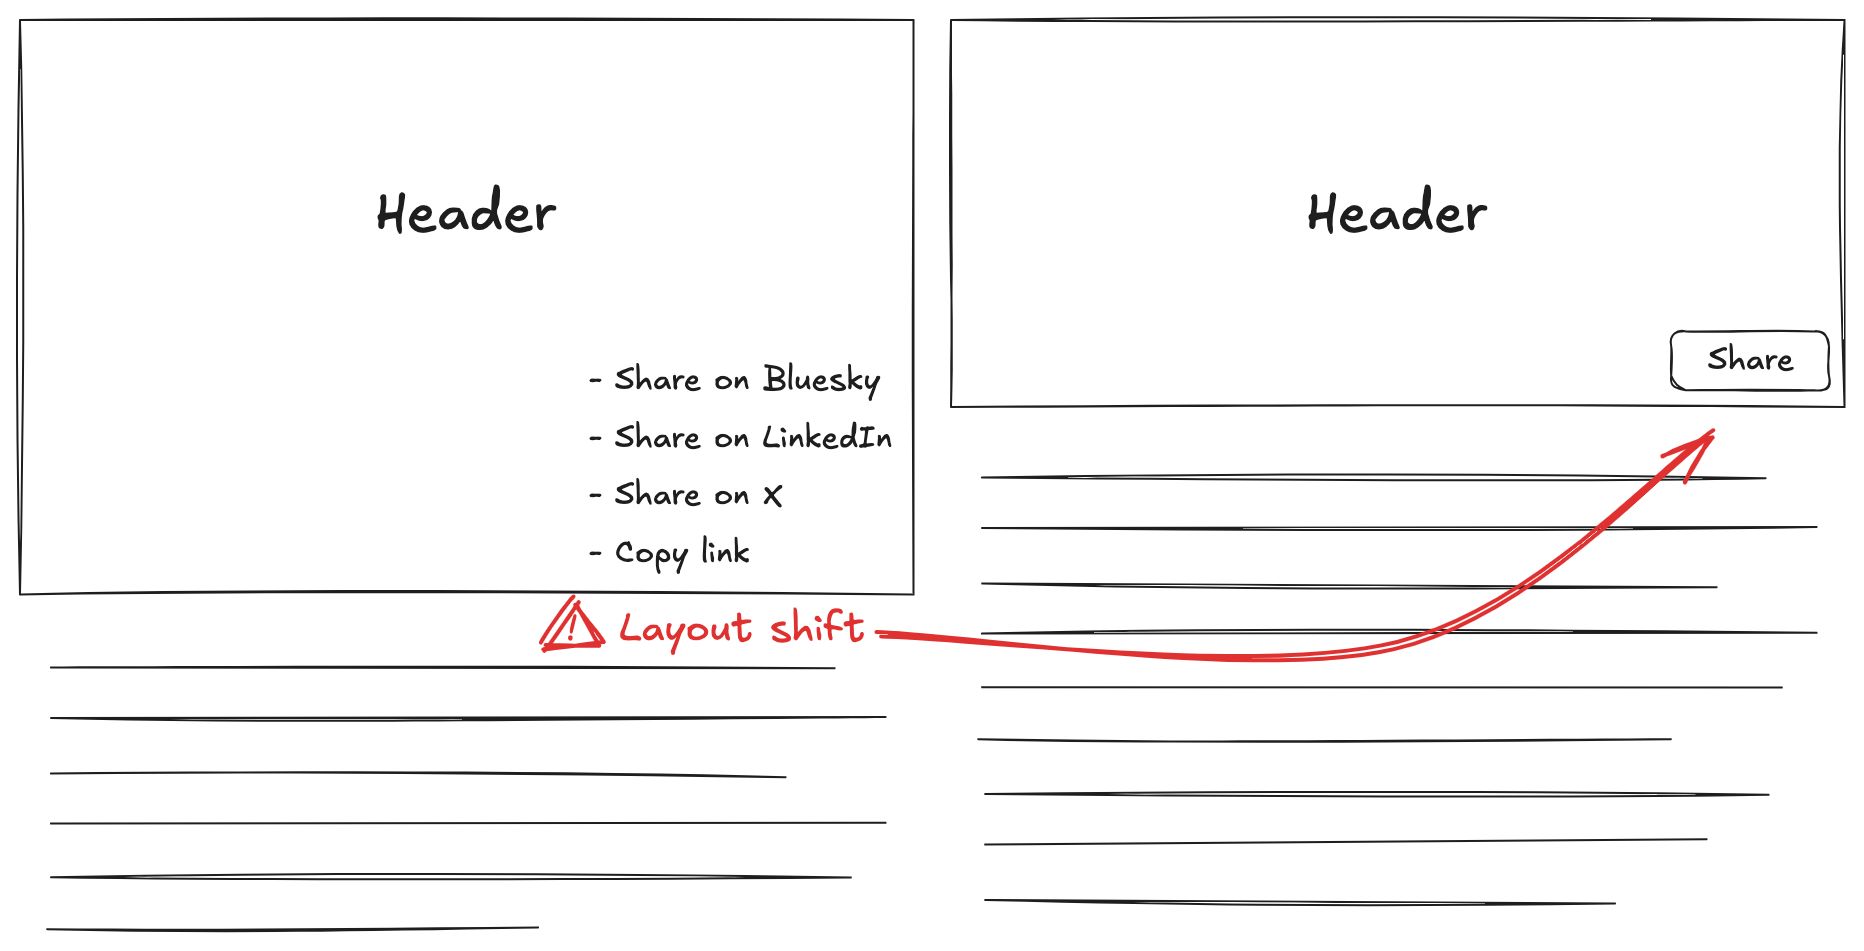 Header
- Share on Bluesky
- Share on LinkedIn
- Share on X
- Copy link
! Layout shift
Header
Share